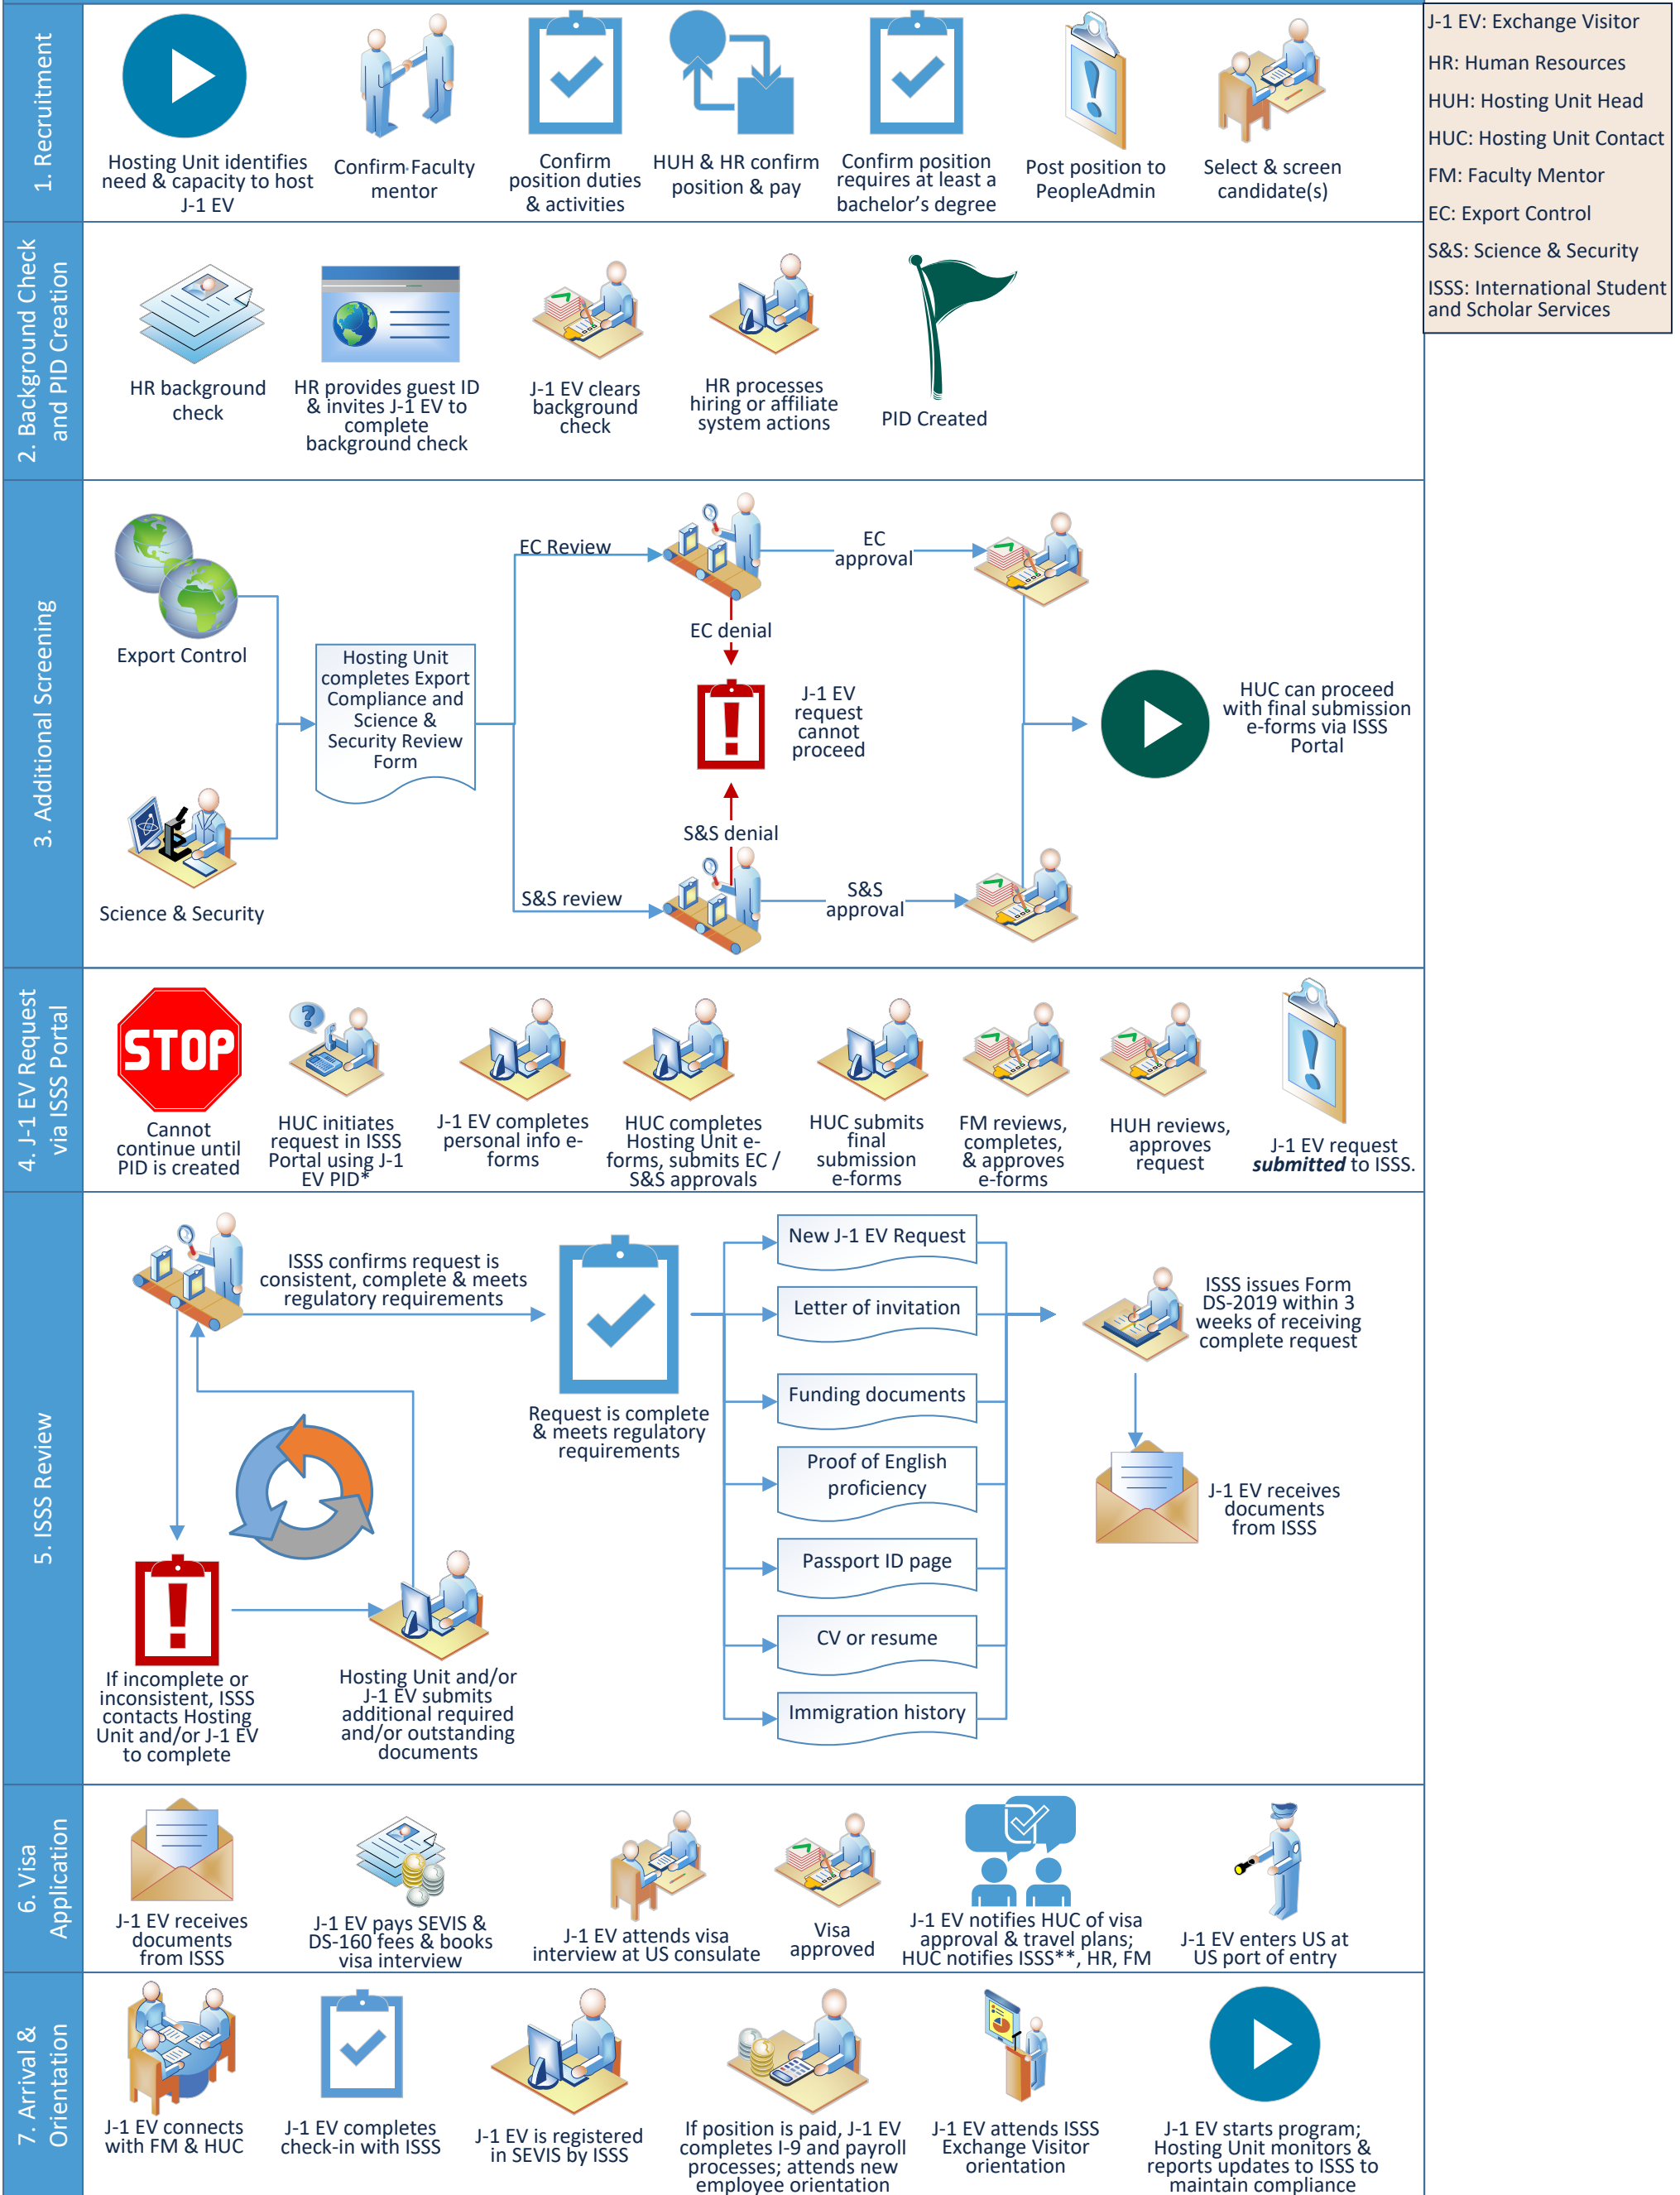 1. Recruitment
Hosting Unit identifies
need & capacity to host
J-1 EV
Confirm Faculty
mentor
Confirm
position duties
& activities
HUH & HR confirm
position & pay
Confirm position
requires at least a
bachelor's degree
Post position to
PeopleAdmin
Select & screen
candidate(s)
J-1 EV: Exchange Visitor
HR: Human Resources
HUH: Hosting Unit Head
HUC: Hosting Unit Contact
FM: Faculty Mentor
EC: Export Control
S&S: Science & Security
ISSS: International Student
and Scholar Services
2. Background Check
and PID Creation
HR background
check
HR provides guest ID
& invites J-1 EV to
complete
background check
J-1 EV clears
background
check
HR processes
hiring or affiliate
system actions
PID Created
3. Additional Screening
Export Control
Science & Security
Hosting Unit
completes Export
Compliance and
Science &
Security Review
Form
EC Review
EC
approval
EC denial
J-1 EV
request
cannot
proceed
S&S denial
S&S review
S&S
approval
HUC can proceed
with final submission
e-forms via ISSS
Portal
4. J-1 EV Request
via ISSS Portal
STOP
Cannot
continue until
PID is created
HUC initiates
request in ISSS
Portal using J-1
EV PID*
J-1 EV completes
personal info e-
forms
HUC completes
Hosting Unit e-
forms, submits EC /
S&S approvals
HUC submits
final
submission
e-forms
FM reviews,
completes,
& approves
e-forms
HUH reviews,
approves
request
J-1 EV request
submitted to ISSS.
5. ISSS Review
ISSS confirms request is
consistent, complete & meets
regulatory requirements
If incomplete or
inconsistent, ISSS
contacts Hosting
Unit and/or J-1 EV
to complete
Hosting Unit and/or
J-1 EV submits
additional required
and/or outstanding
documents
Request is complete
& meets regulatory
requirements
New J-1 EV Request
Letter of invitation
Funding documents
Proof of English
proficiency
Passport ID page
CV or resume
Immigration history
ISSS issues Form
DS-2019 within 3
weeks of receiving
complete request
J-1 EV receives
documents
from ISSS
6. Visa
Application
J-1 EV receives
documents
from ISSS
J-1 EV pays SEVIS &
DS-160 fees & books
visa interview
J-1 EV attends visa
interview at US consulate
Visa
approved
J-1 EV notifies HUC of visa
approval & travel plans;
HUC notifies ISSS**, HR, FM
J-1 EV enters US at
US port of entry
7. Arrival &
Orientation
J-1 EV connects
with FM & HUC
J-1 EV completes
check-in with ISSS
J-1 EV is registered
in SEVIS by ISSS
If position is paid, J-1 EV
completes I-9 and payroll
processes; attends new
employee orientation
J-1 EV attends ISSS
Exchange Visitor
orientation
J-1 EV starts program;
Hosting Unit monitors &
reports updates to ISSS to
maintain compliance